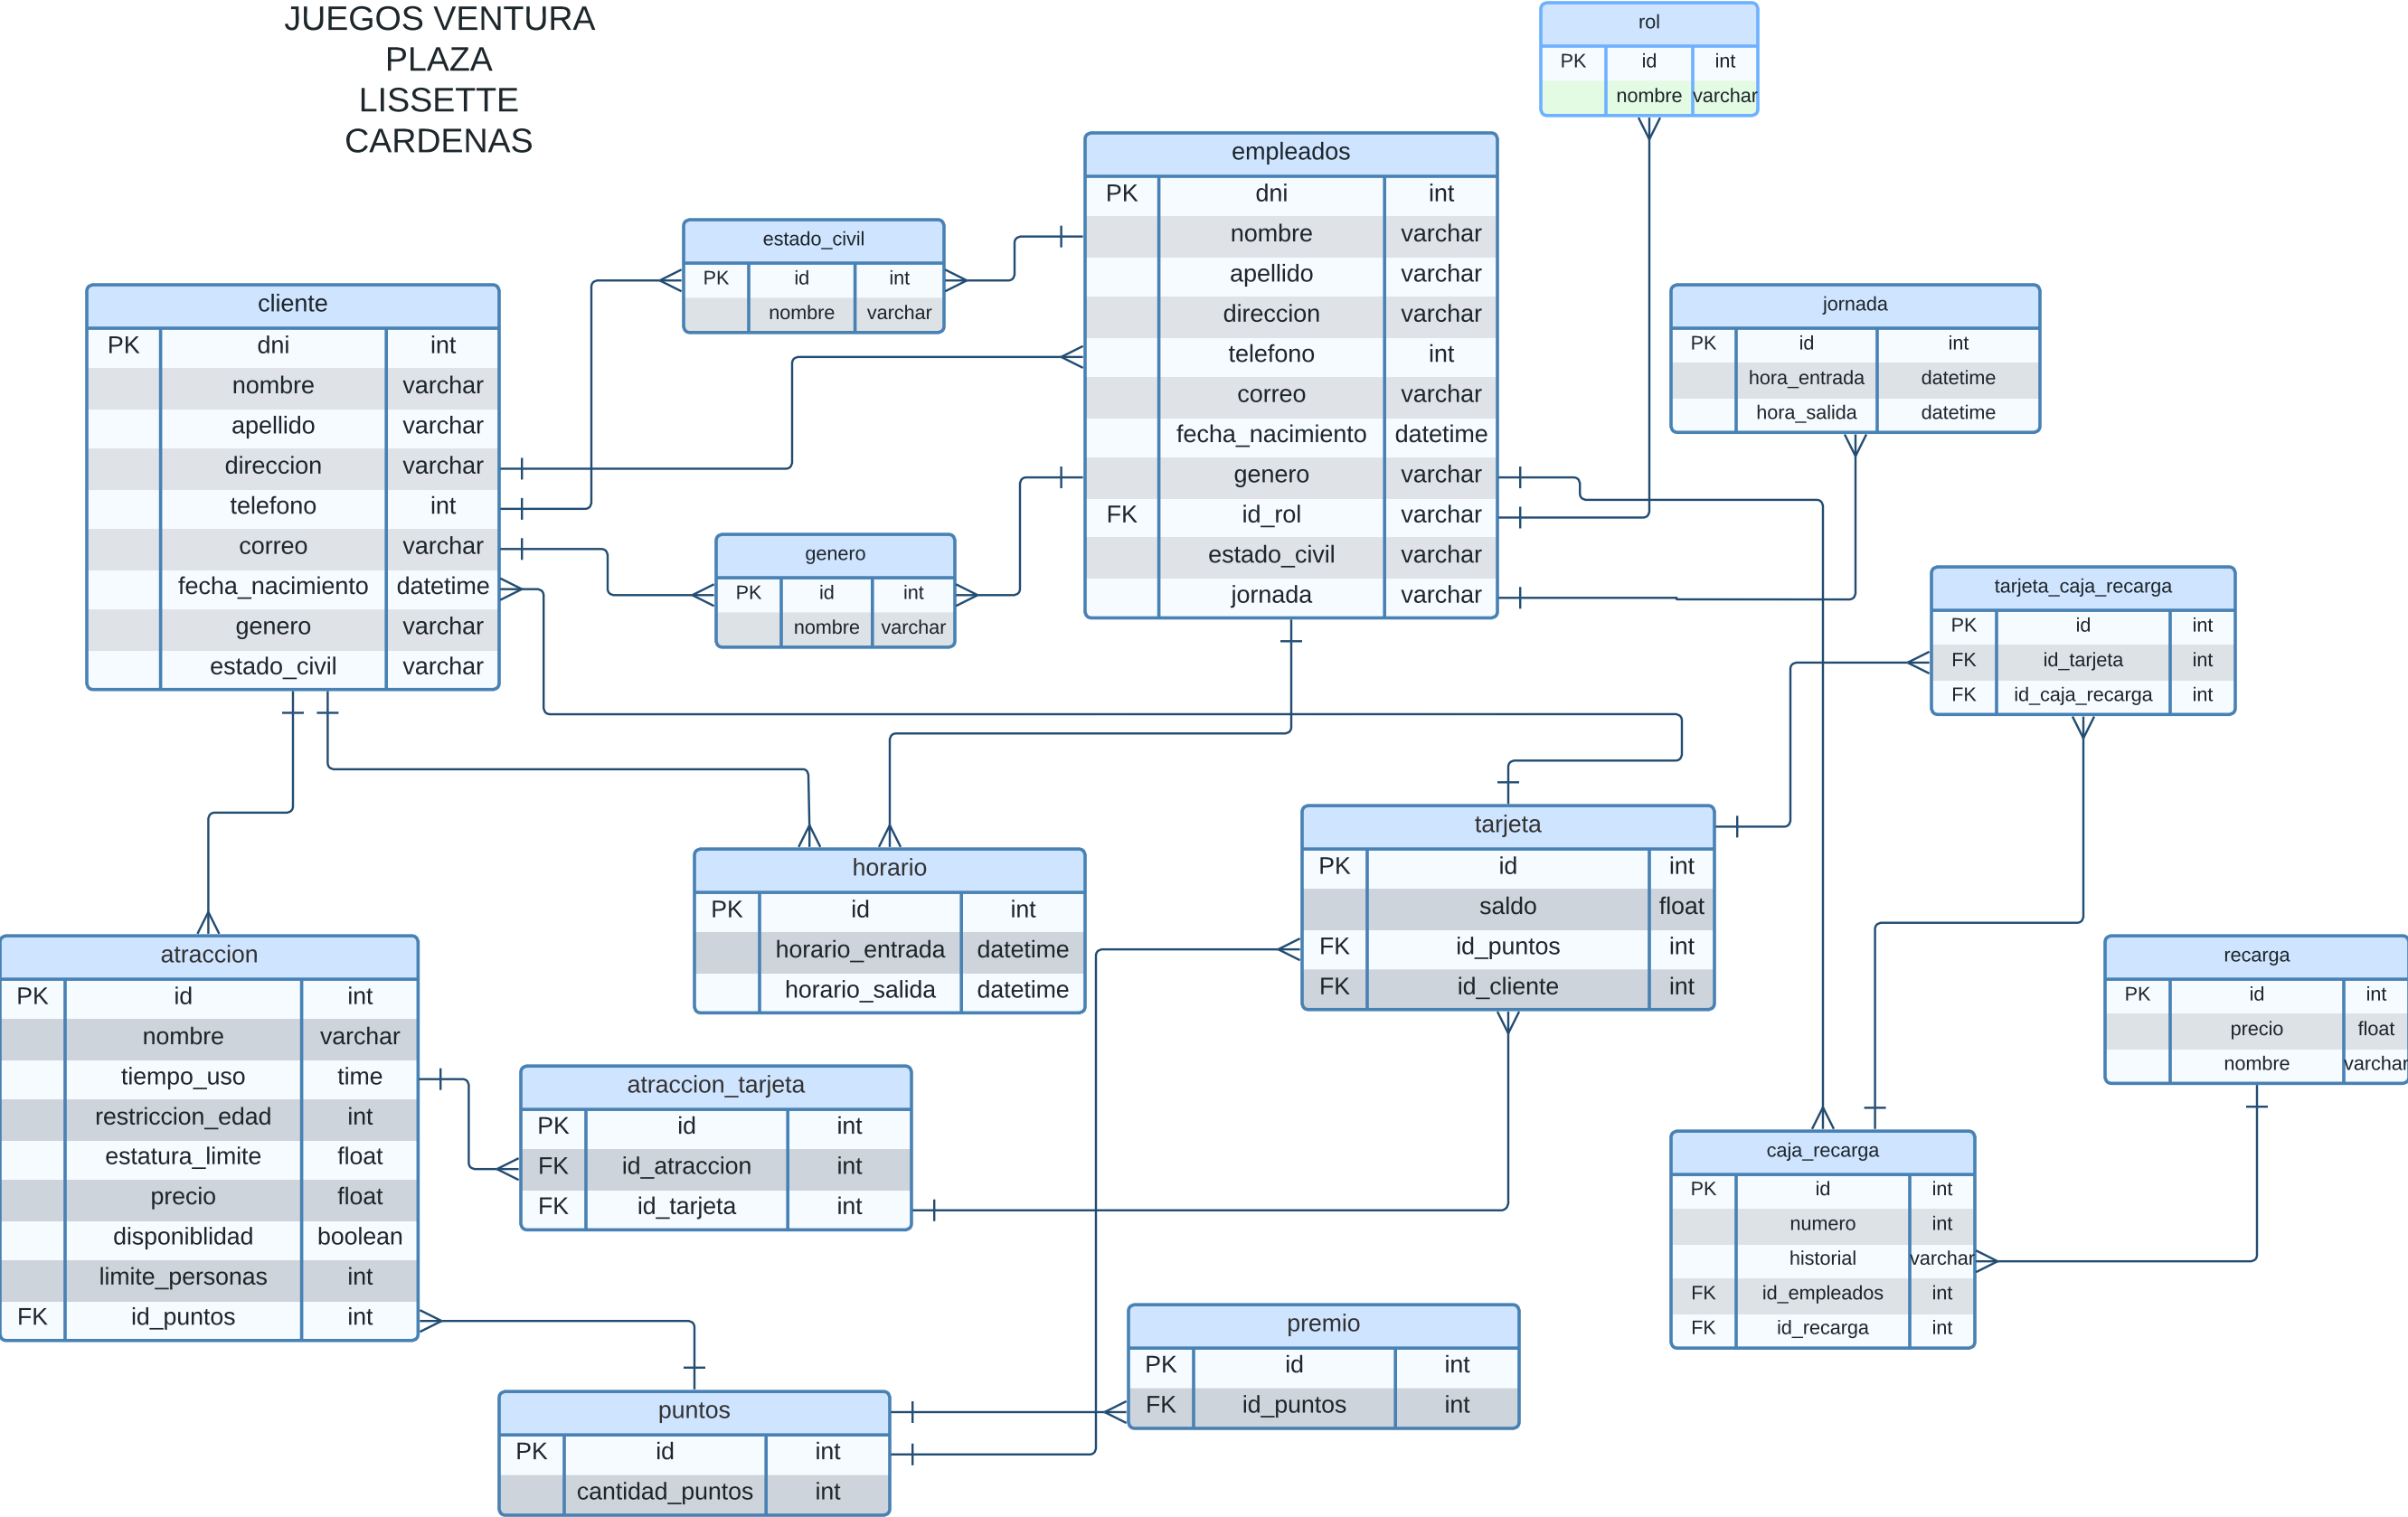 JUEGOS VENTURA
PLAZA
LISSETTE
CARDENAS
rol
PK id int
nombre varchar
empleados
PK dni int
nombre varchar
apellido varchar
direccion varchar
telefono int
correo varchar
fecha_nacimiento datetime
genero varchar
FK id_rol varchar
estado_civil varchar
jornada varchar
estado_civil
PK id int
nombre varchar
cliente
PK dni int
nombre varchar
apellido varchar
direccion varchar
telefono int
correo varchar
fecha_nacimiento datetime
genero varchar
estado_civil varchar
jornada
PK id int
hora_entrada datetime
hora_salida datetime
genero
PK id int
nombre varchar
tarjeta_caja_recarga
PK id int
FK id_tarjeta int
FK id_caja_recarga int
tarjeta
PK id int
saldo float
FK id_puntos int
FK id_cliente int
horario
PK id int
horario_entrada datetime
horario_salida datetime
atraccion
PK id int
nombre varchar
tiempo_uso time
restriccion_edad int
estatura_limite float
precio float
disponiblidad boolean
limite_personas int
FK id_puntos int
recarga
PK id int
precio float
nombre varchar
atraccion_tarjeta
PK id int
FK id_atraccion int
FK id_tarjeta int
caja_recarga
PK id int
numero int
historial varchar
FK id_empleados int
FK id_recarga int
premio
PK id int
FK id_puntos int
puntos
PK id int
cantidad_puntos int